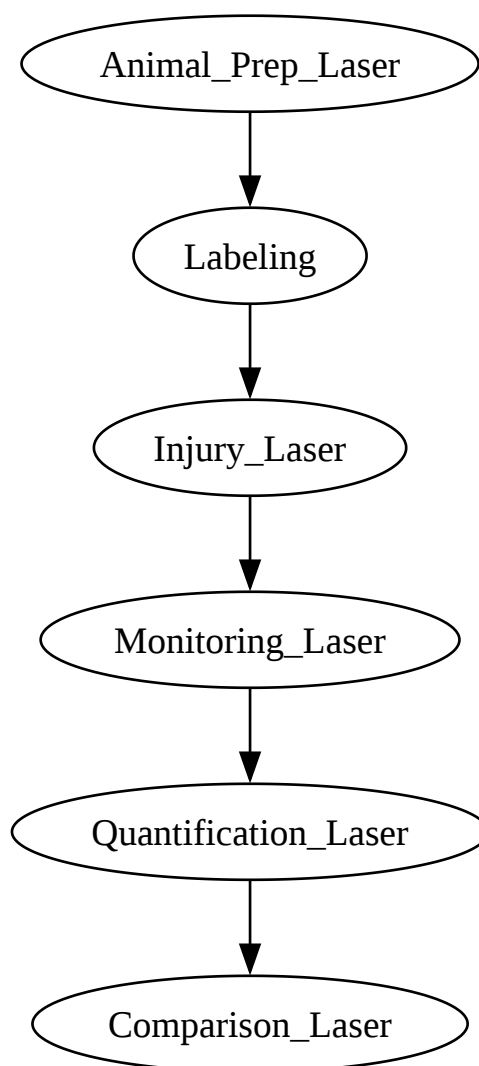 Animal_Prep_Laser
Labeling
Injury_Laser
Monitoring_Laser
Quantification_Laser
Comparison_Laser